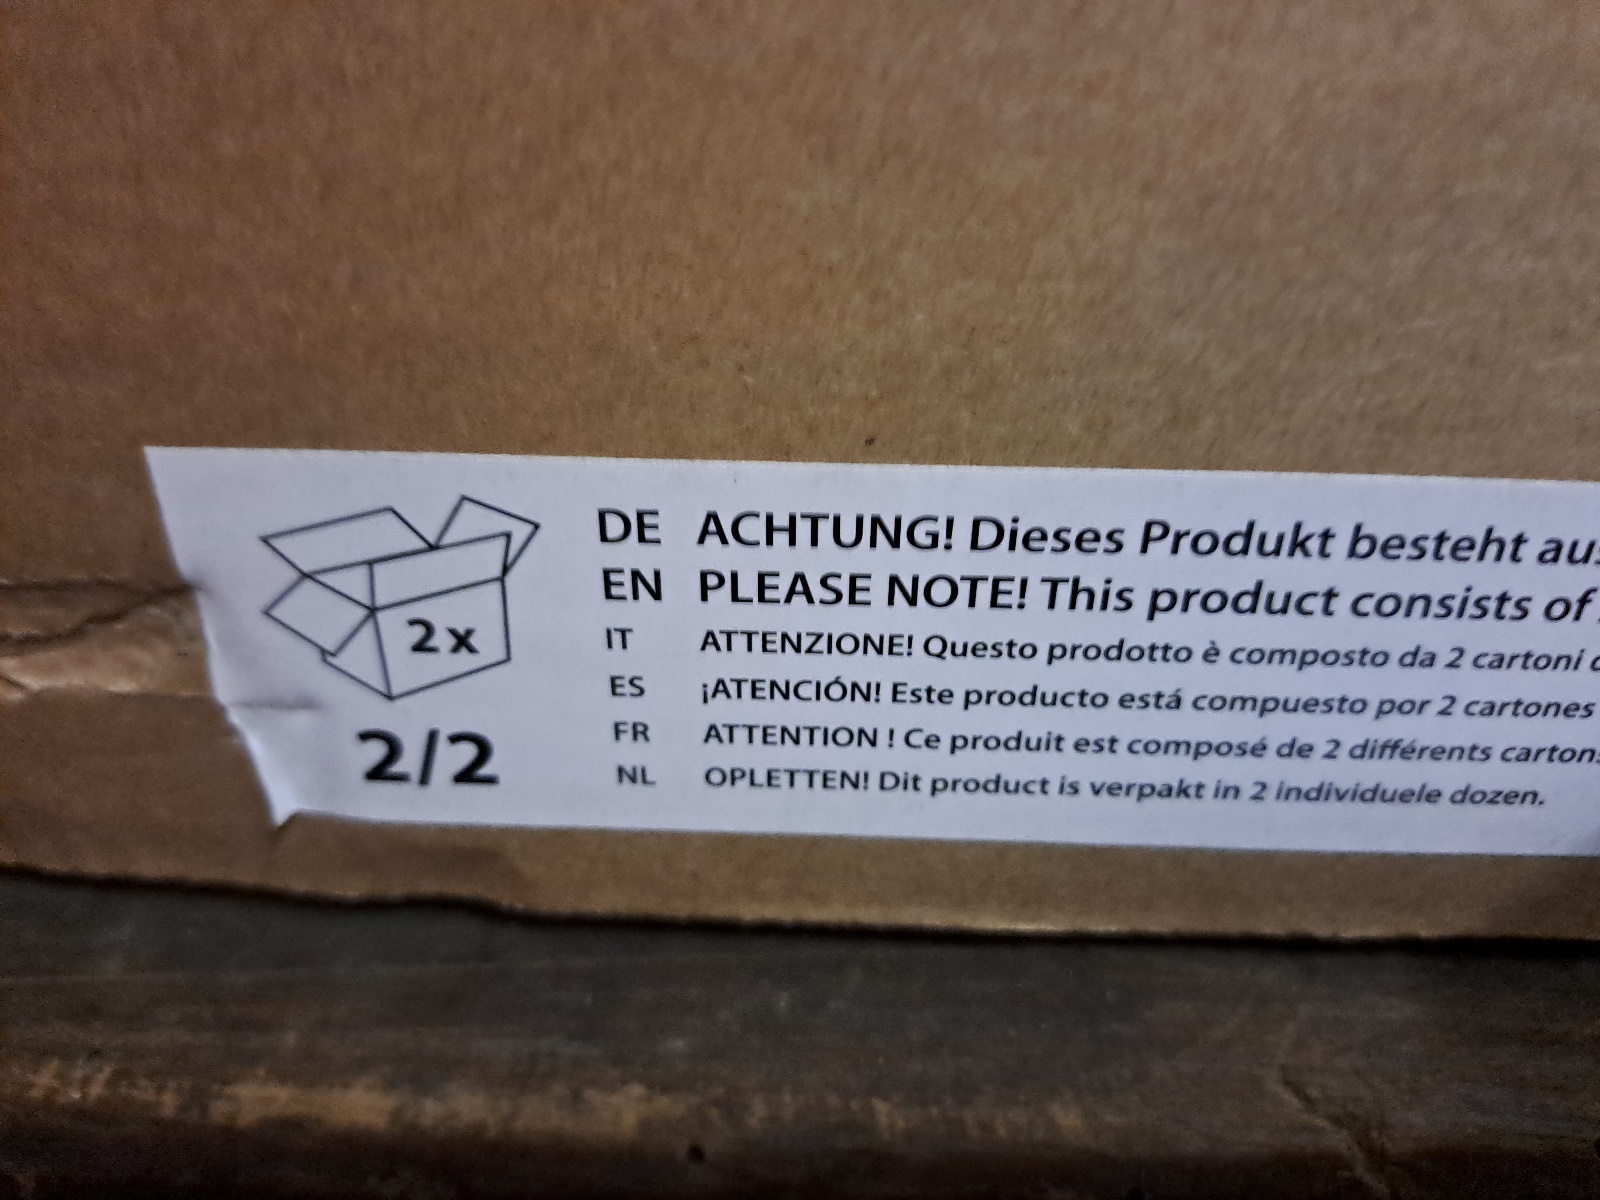 2x
2/2
DE ACHTUNG! Dieses Produkt besteht
EN PLEASE NOTE! This product consists of
IT ATTENZIONE! Questo prodotto è composto da 2 cartoni
ES ¡ATENCIÓN! Este producto está compuesto por 2 cartones
FR ATTENTION ! Ce produit est composé de 2 différents
NL OPLETTEN! Dit product is verpakt in 2 individuele dozen.